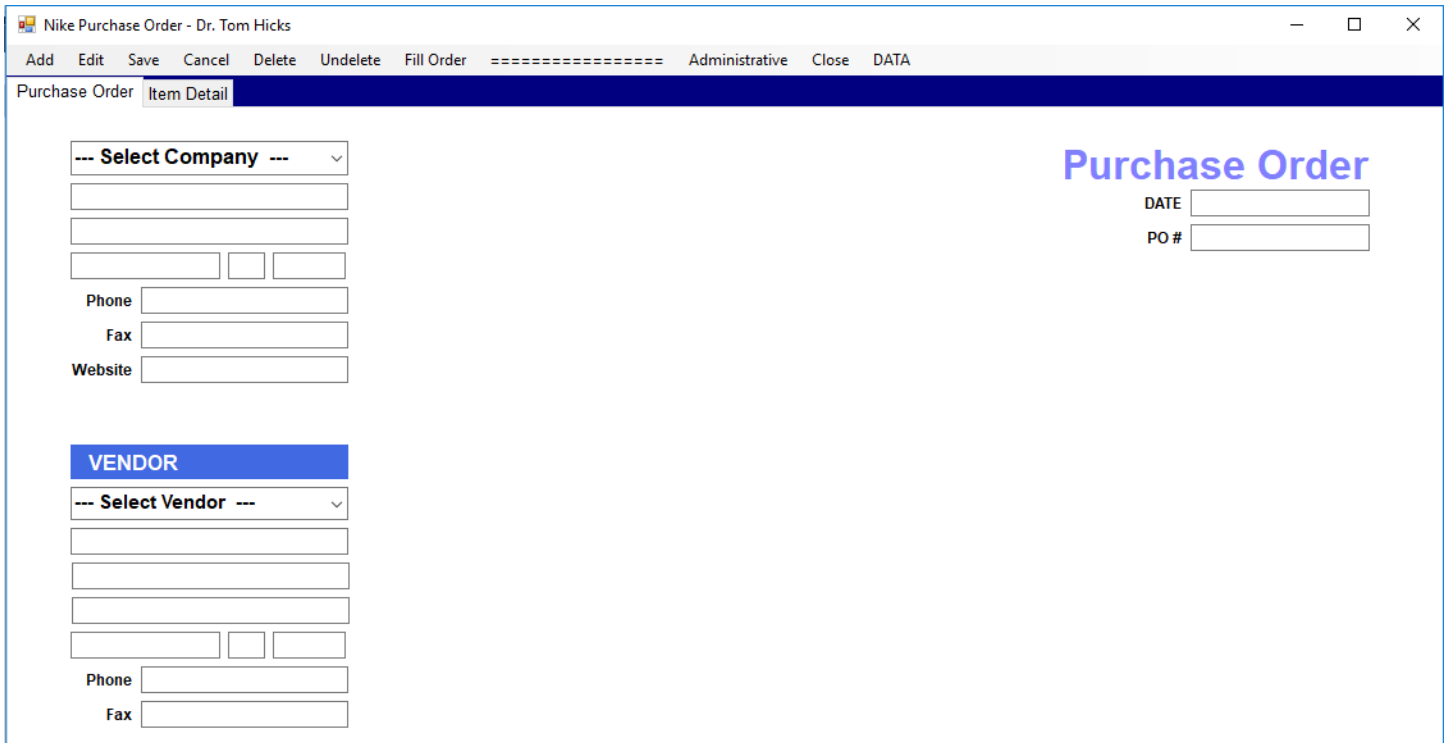 Nike Purchase Order - Dr. Tom Hicks
Add Edit Save Cancel Delete Undelete Fill Order ================= Administrative Close DATA
Purchase Order Item Detail
--- Select Company ---
Purchase Order
DATE
PO #
Phone
Fax
Website
VENDOR
--- Select Vendor ---
Phone
Fax